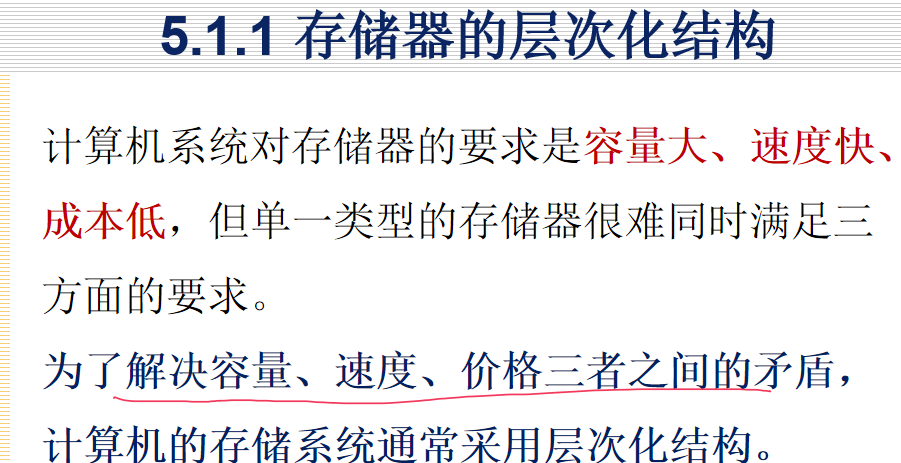 5.1.1 存储器的层次化结构
计算机系统对存储器的要求是容量大、速度快、
成本低，但单一类型的存储器很难同时满足三
方面的要求。
为了解决容量、速度、价格三者之间的矛盾，
计算机的存储系统通常采用层次化结构。